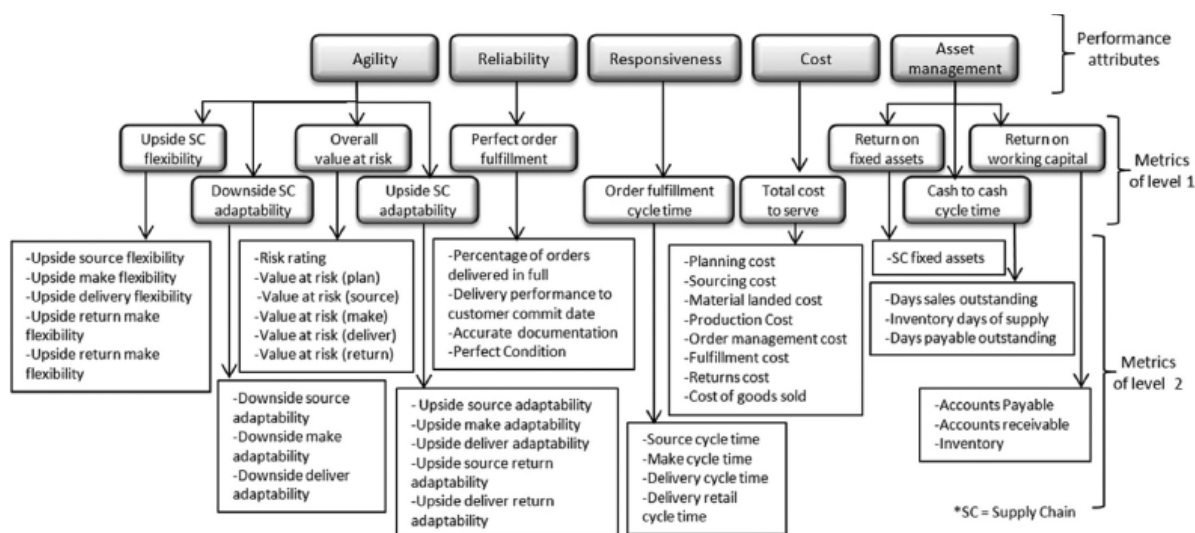 Agility
Reliability
Responsiveness
Cost
Asset
management
Performance
attributes
Upside SC
flexibility
Overall
value at risk
Perfect order
fulfillment
Return on
fixed assets
Return on
working capital
Downside SC
adaptability
Upside SC
adaptability
Order fulfillment
cycle time
Total cost
to serve
Cash to cash
cycle time
Metrics
of level 1
-Upside source flexibility
-Upside make flexibility
-Upside delivery flexibility
-Upside return make
flexibility
-Upside return make
flexibility
-Risk rating
-Value at risk (plan)
-Value at risk (source)
-Value at risk (make)
-Value at risk (deliver)
-Value at risk (return)
-Percentage of orders
delivered in full
-Delivery performance to
customer commit date
-Accurate documentation
-Perfect Condition
-Planning cost
-Sourcing cost
-Material landed cost
-Production Cost
-Order management cost
-Fulfillment cost
-Returns cost
-Cost of goods sold
-SC fixed assets
-Days sales outstanding
-Inventory days of supply
-Days payable outstanding
Metrics
of level 2
-Downside source
adaptability
-Downside make
adaptability
-Downside deliver
adaptability
-Upside source adaptability
-Upside make adaptability
-Upside deliver adaptability
-Upside source return
adaptability
-Upside deliver return
adaptability
-Source cycle time
-Make cycle time
-Delivery cycle time
-Delivery retail
cycle time
-Accounts Payable
-Accounts receivable
-Inventory
*SC = Supply Chain